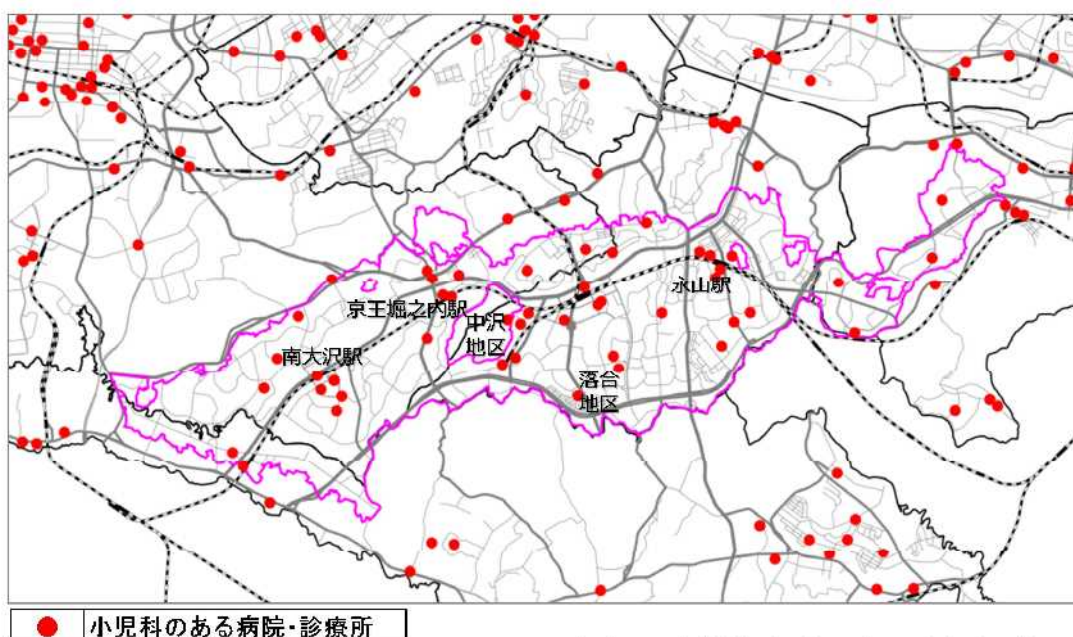 永山駅
京王堀之内駅
中沢
地区
南大沢駅
落合
地区
小児科のある病院・診療所